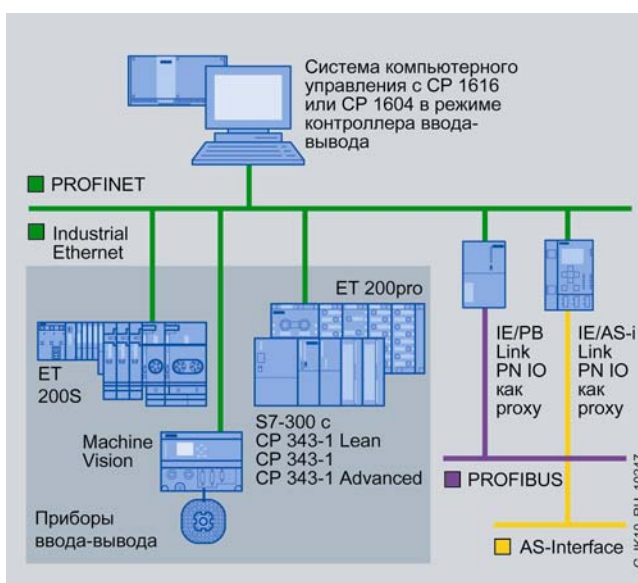 Система компьютерного
управления с CP 1616
или CP 1604 в режиме
контроллера ввода-
вывода
PROFINET
Industrial
Ethernet
ET 200pro
ET
200S
IE/PB
Link
PN IO
как
proxy
IE/AS-i
Link
PN IO
как
proxy
S7-300 с
CP 343-1 Lean
CP 343-1
CP 343-1 Advanced
Machine
Vision
PROFIBUS
Приборы
ввода-вывода
AS-Interface